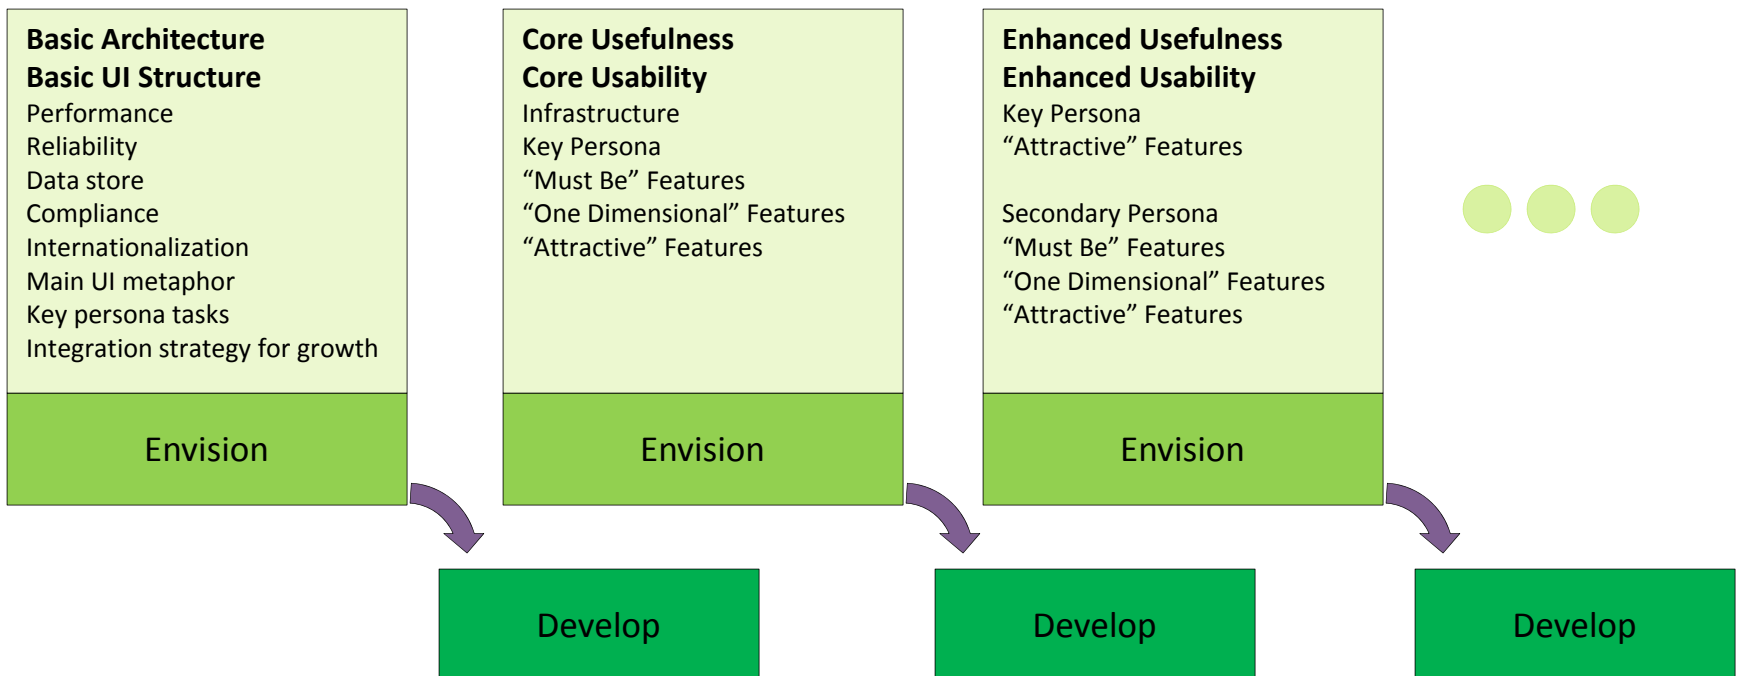 Basic Architecture
Basic UI Structure
Performance
Reliability
Data store
Compliance
Internationalization
Main UI metaphor
Key persona tasks
Integration strategy for growth
Envision
Develop
Core Usefulness
Core Usability
Infrastructure
Key Persona
“Must Be” Features
“One Dimensional” Features
“Attractive” Features
Envision
Develop
Enhanced Usefulness
Enhanced Usability
Key Persona
“Attractive” Features
Secondary Persona
“Must Be” Features
“One Dimensional” Features
“Attractive” Features
Envision
Develop